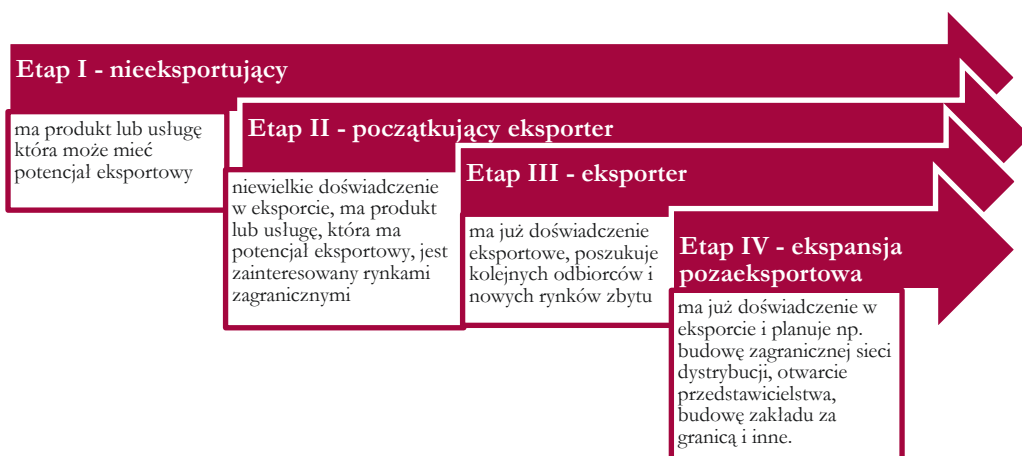 Etap I - nieeksportujący
ma produkt lub usługę
która może mieć
potencjał eksportowy
Etap II - początkujący eksporter
niewielkie doświadczenie
w eksporcie, ma produkt
lub usługę, która ma
potencjał eksportowy, jest
zainteresowany rynkami
zagranicznymi
Etap III - eksporter
ma już doświadczenie
eksportowe, poszukuje
kolejnych odbiorców i
nowych rynków zbytu
Etap IV - ekspansja
pozaeksportowa
ma już doświadczenie w
eksporcie i planuje np.
budowę zagranicznej sieci
dystrybucji, otwarcie
przedstawicielstwa,
budowę zakładu za
granicą i inne.